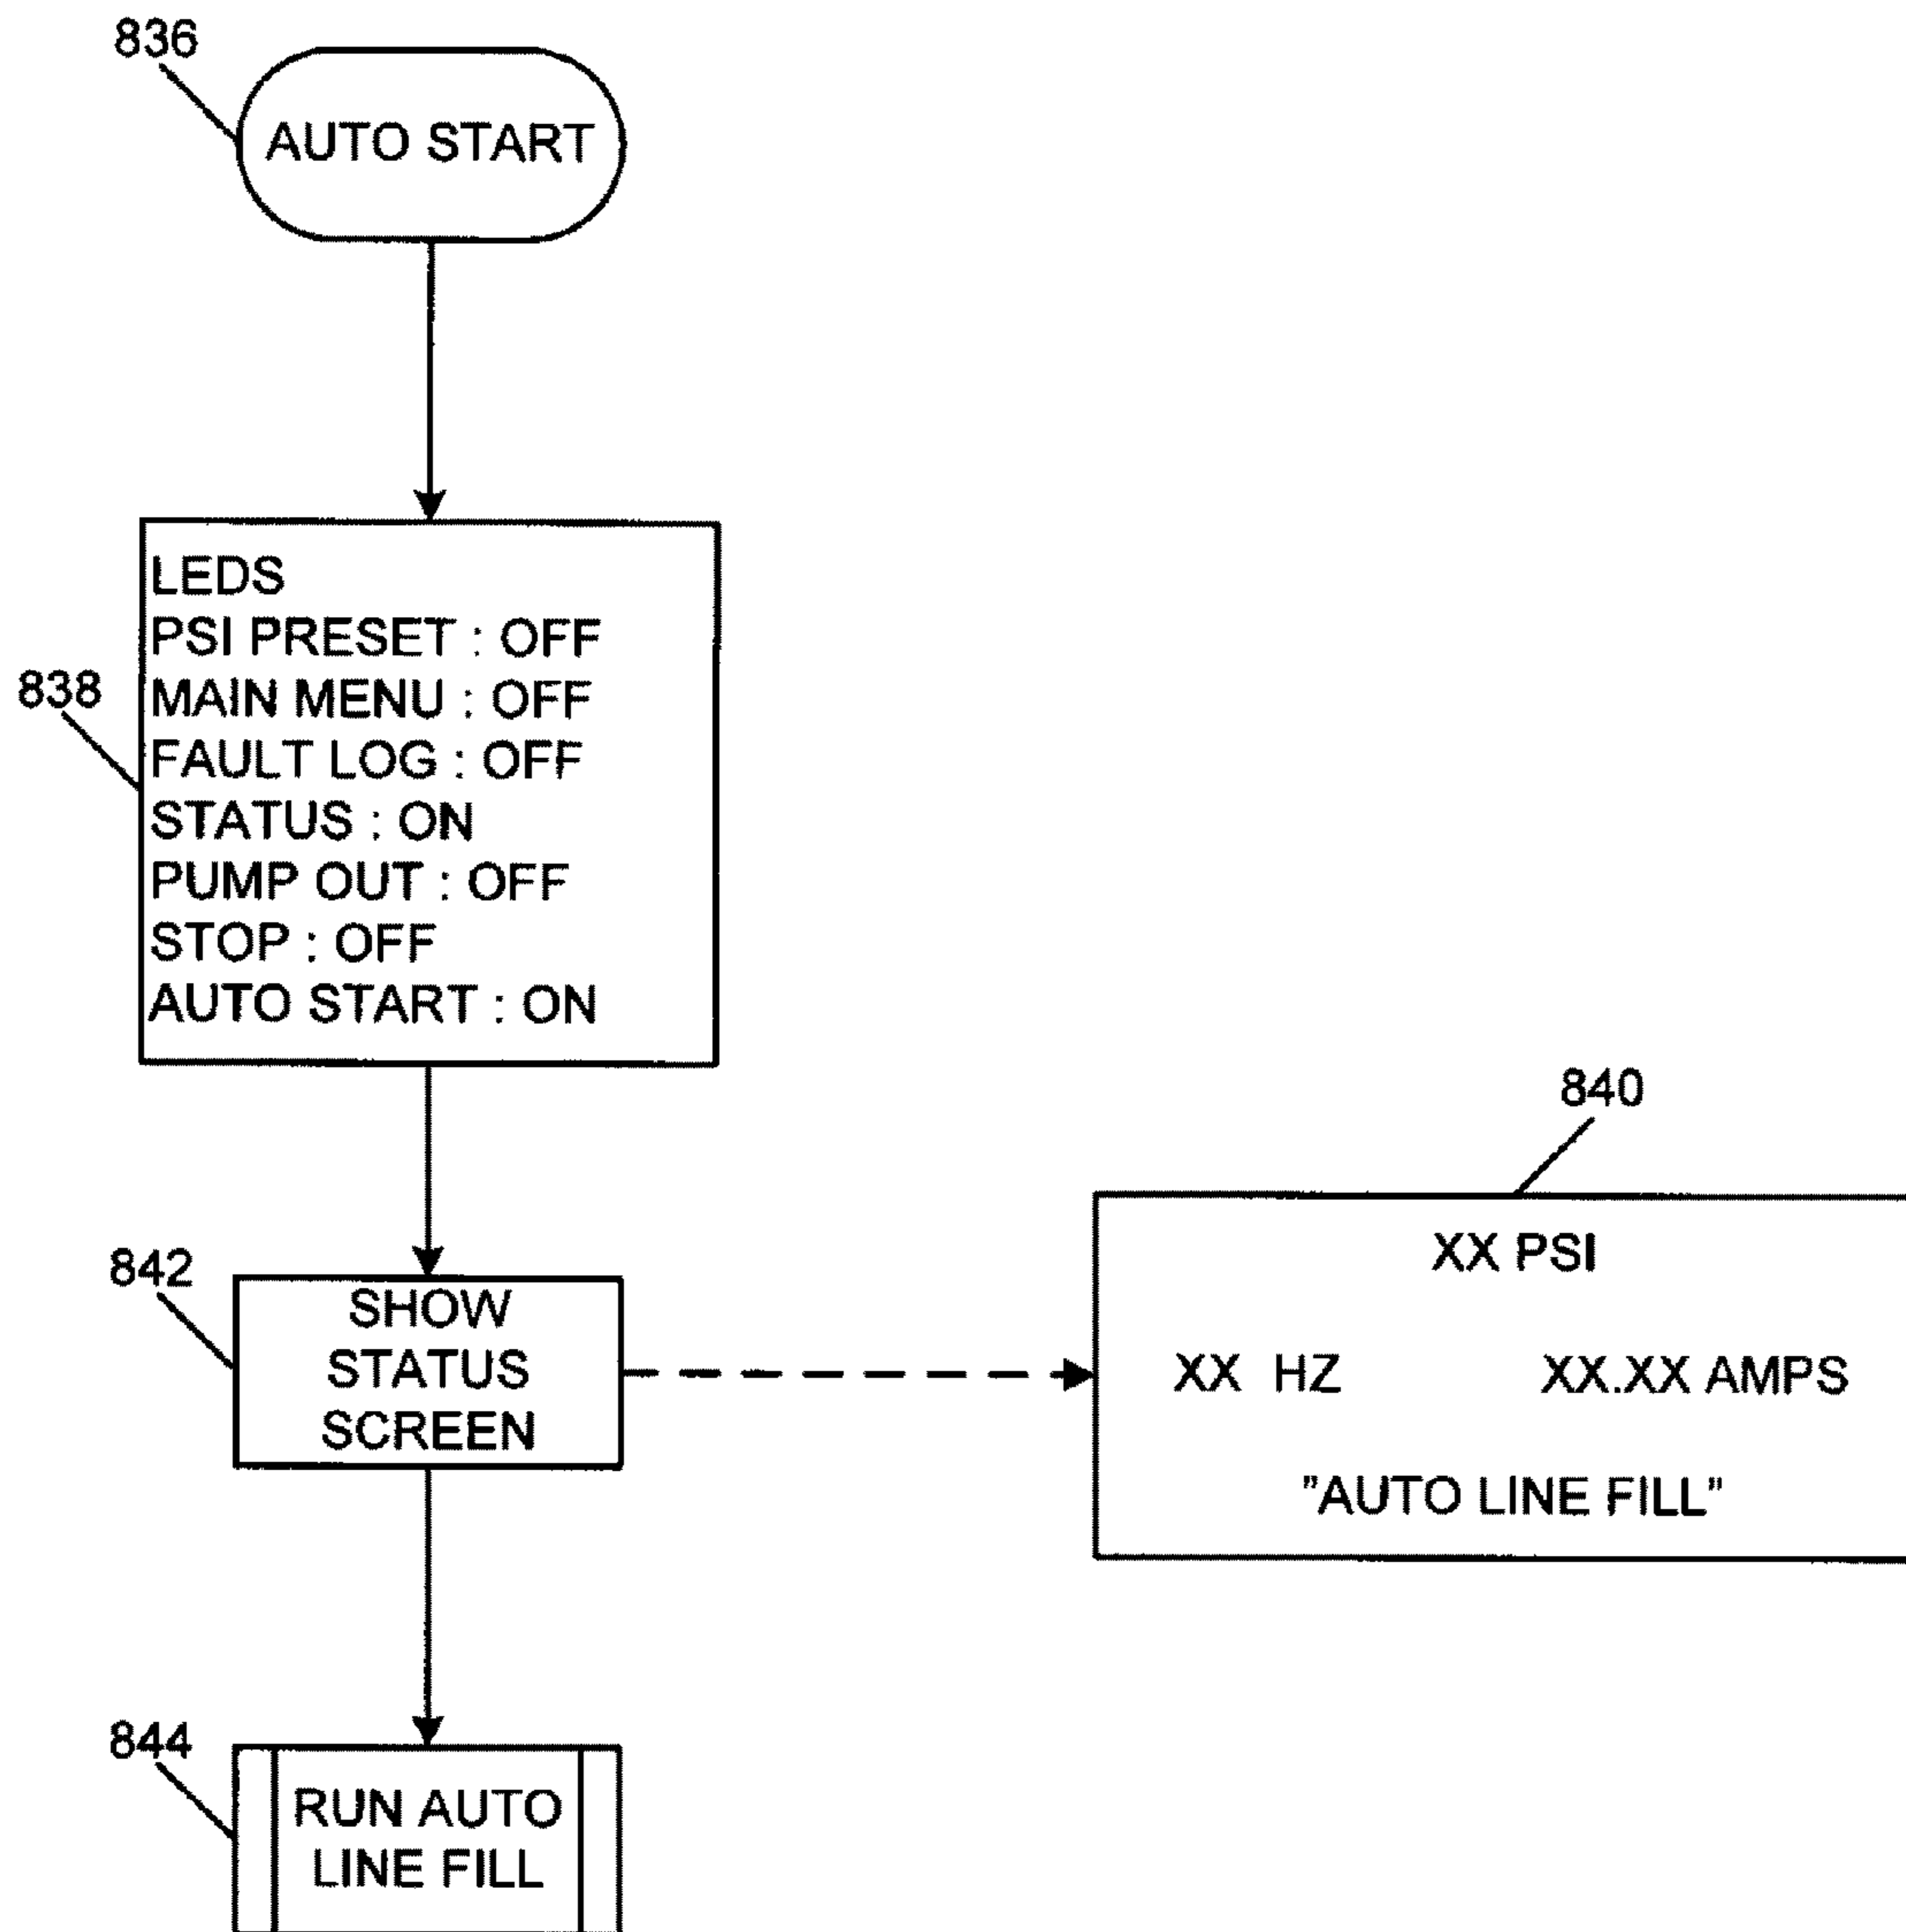 836
AUTO START
838
LEDS
PSI PRESET : OFF
MAIN MENU : OFF
FAULT LOG : OFF
STATUS : ON
PUMP OUT : OFF
STOP : OFF
AUTO START : ON
840
XX PSI
XX HZ XX.XX AMPS
"AUTO LINE FILL"
842
SHOW
STATUS
SCREEN
844
RUN AUTO
LINE FILL